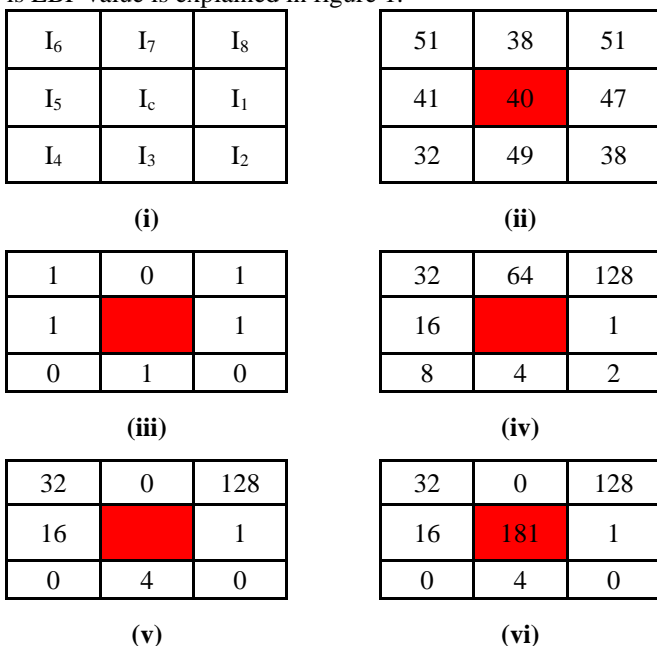 is LBP value is explained in figure 1.
I₆ I₇ I₈
I₅ I꜀ I₁
I₄ I₃ I₂
(i)
51 38 51
41 40 47
32 49 38
(ii)
1 0 1
1 1
0 1 0
(iii)
32 64 128
16 1
8 4 2
(iv)
32 0 128
16 1
0 4 0
(v)
32 0 128
16 181 1
0 4 0
(vi)